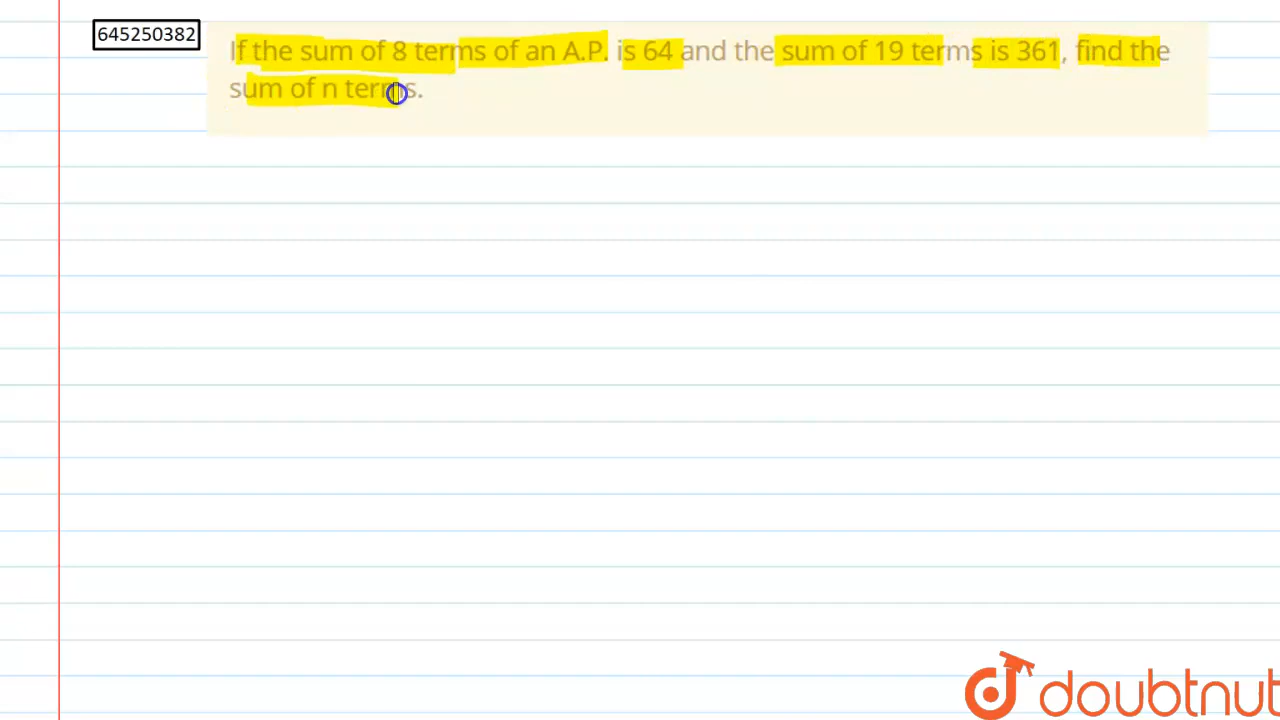 645250382
If the sum of 8 terms of an A.P. is 64 and the sum of 19 terms is 361, find the
sum of n terms.
doubtnut